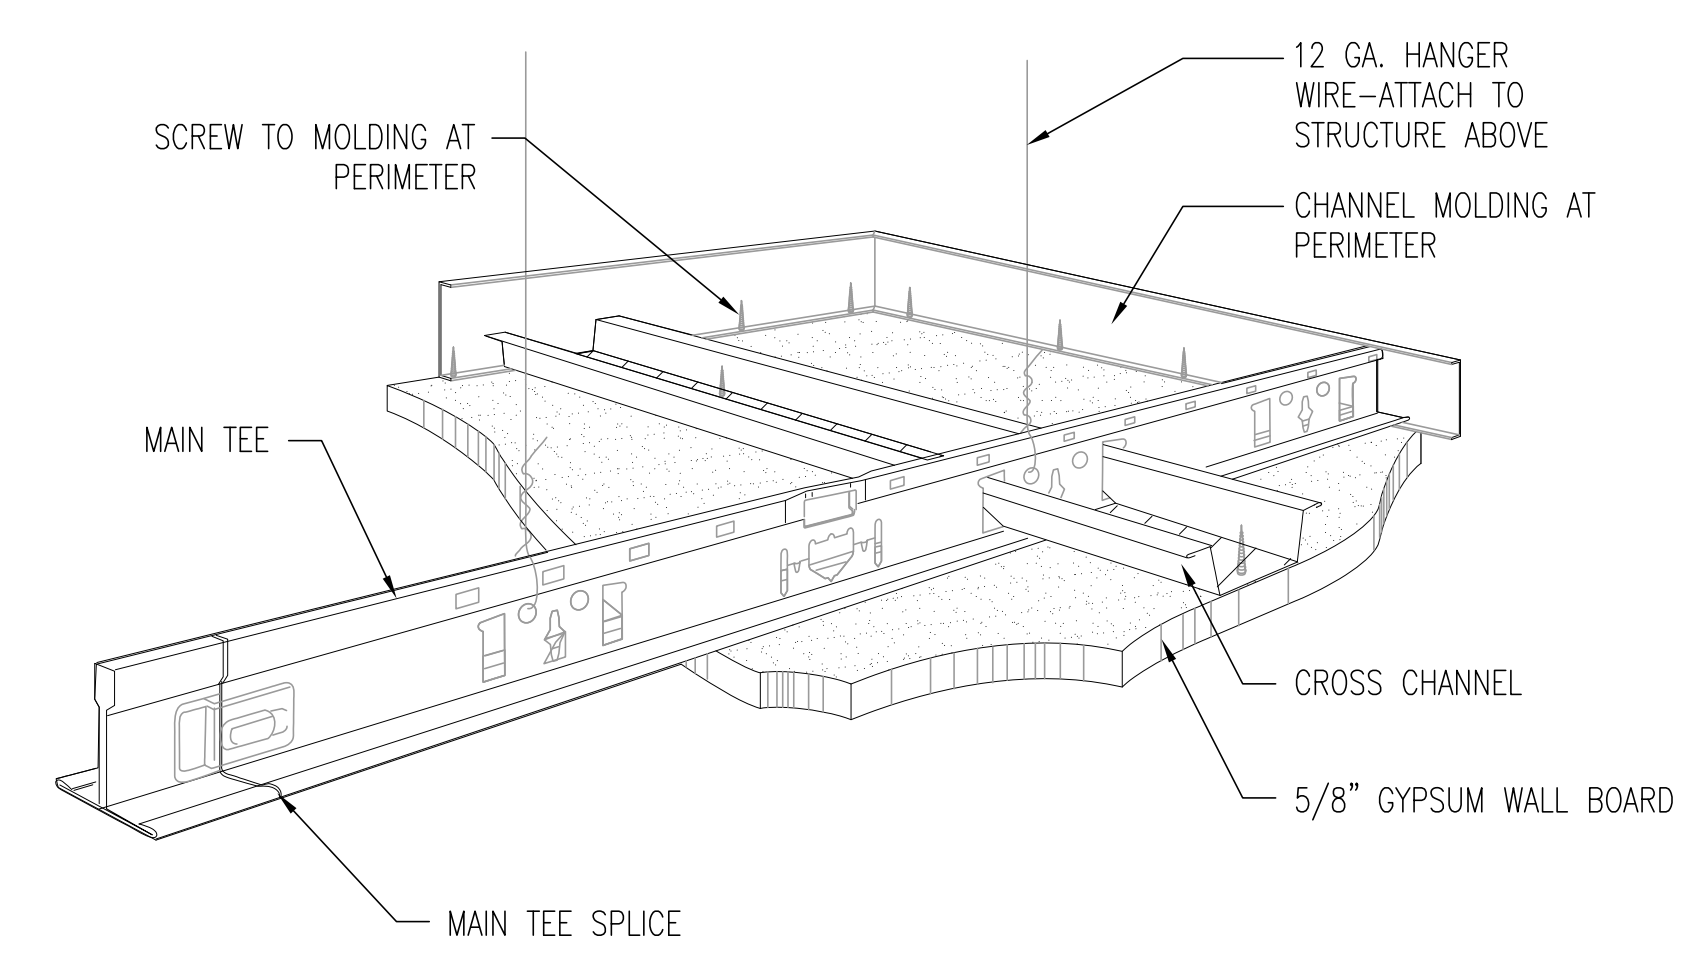 12 GA. HANGER
WIRE-ATTACH TO
STRUCTURE ABOVE
SCREW TO MOLDING AT
PERIMETER
CHANNEL MOLDING AT
PERIMETER
MAIN TEE
CROSS CHANNEL
5/8" GYPSUM WALL BOARD
MAIN TEE SPLICE